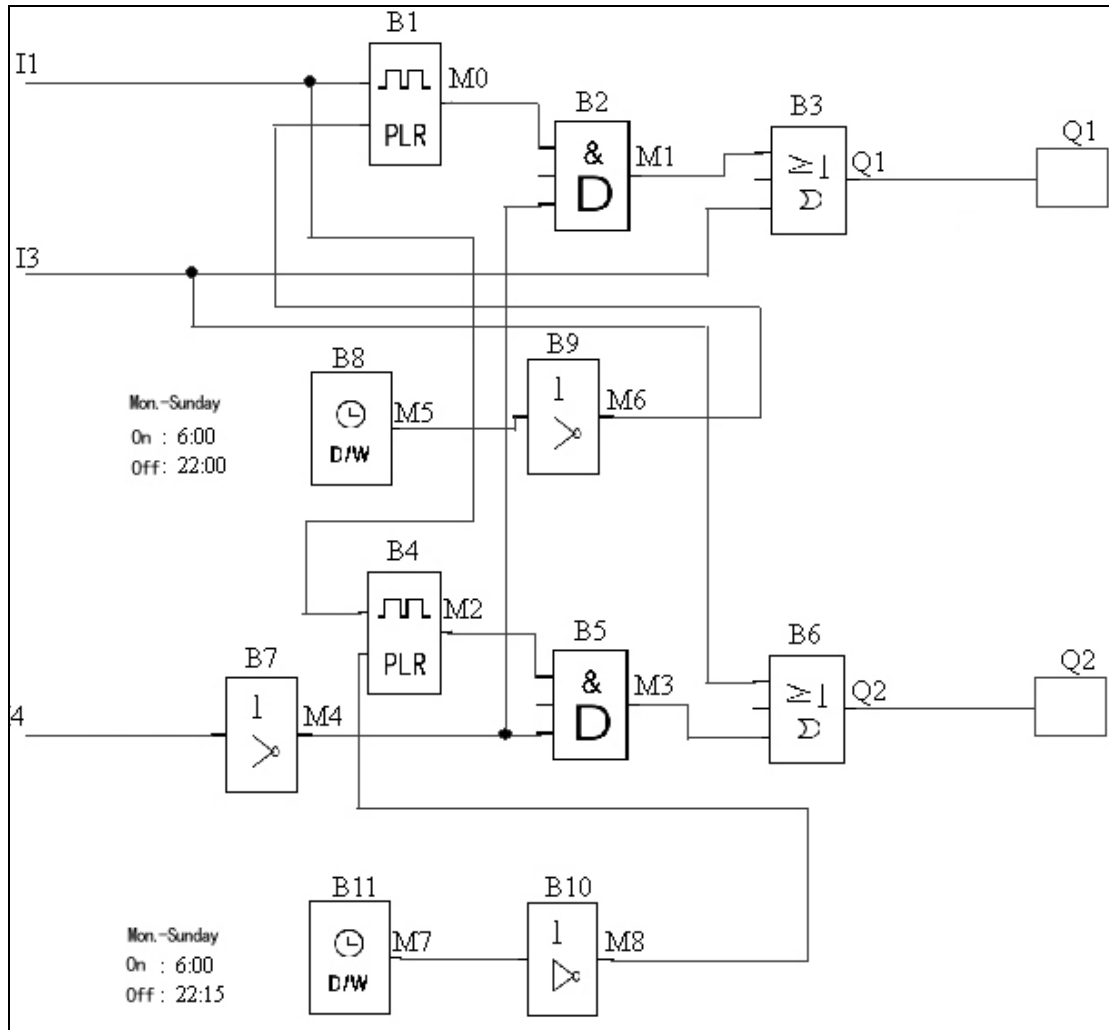 B1
I1
M0
PLR
B2
&
D
M1
B3
≥1
Q1
Q1
I3
B8
M5
D/W
Mon.-Sunday
On : 6:00
Off: 22:00
B9
1
M6
B4
M2
PLR
B5
&
D
M3
B6
≥1
Q2
Q2
B7
1
4
M4
B11
M7
D/W
Mon.-Sunday
On : 6:00
Off: 22:15
B10
1
M8